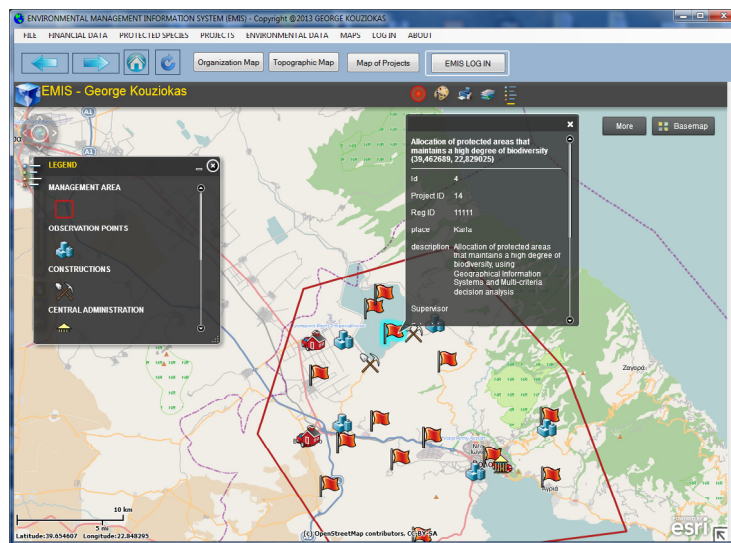 ENVIRONMENTAL MANAGEMENT INFORMATION SYSTEM (EMIS) - Copyright @2013 GEORGE KOUZIOKAS
FILE FINANCIAL DATA PROTECTED SPECIES PROJECTS ENVIRONMENTAL DATA MAPS LOG IN ABOUT
Organization Map Topographic Map Map of Projects EMIS LOG IN
EMIS - George Kouziokas
More Basemap
LEGEND
MANAGEMENT AREA
OBSERVATION POINTS
CONSTRUCTIONS
CENTRAL ADMINISTRATION
Allocation of protected areas that
maintains a high degree of biodiversity
(39,462689, 22,829025)
Id 4
Project ID 14
Reg ID 11111
place Karla
description Allocation of protected areas
that maintains a high degree of
biodiversity, using
Geographical Information
Systems and Multi-criteria
decision analysis
Supervisor
A1
A1
Ζαγορά
Αγριά
10 km
5 mi
Latitude:39.654607 Longitude:22.848295
(c) OpenStreetMap contributors, CC-BY-SA
esri